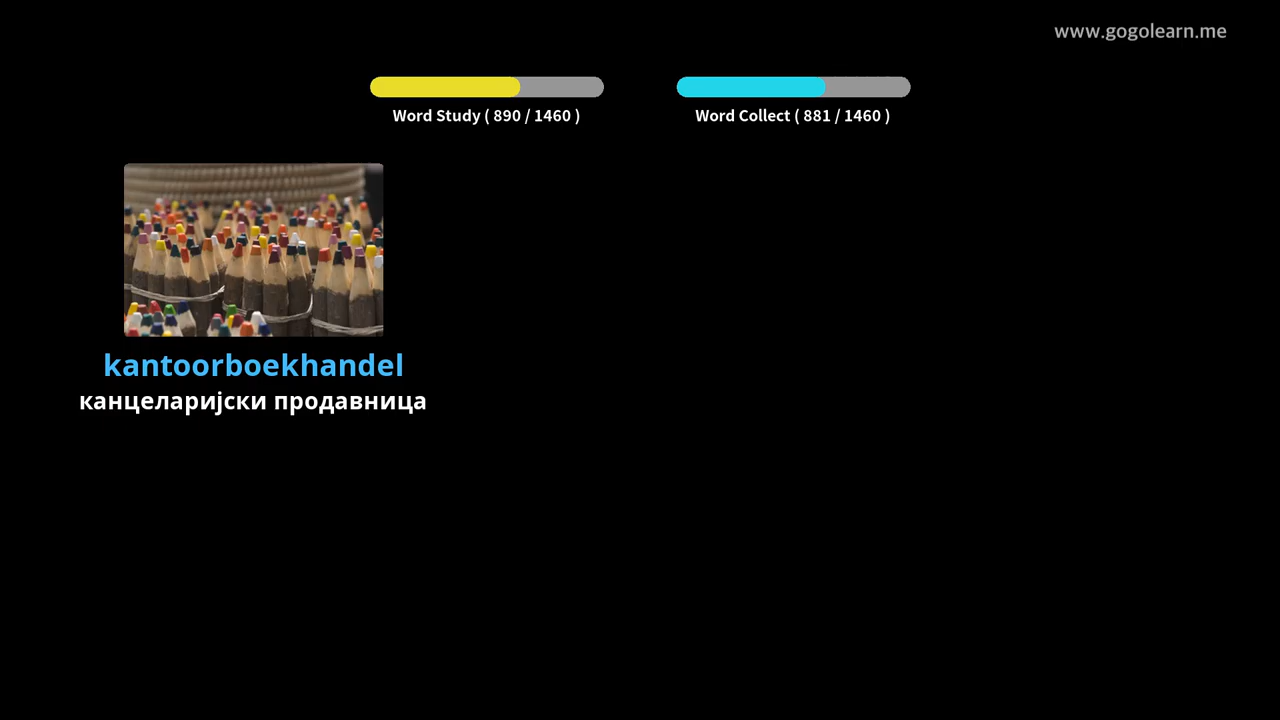 www.gogolearn.me
Word Study ( 890 / 1460 )
Word Collect ( 881 / 1460 )
kantoorboekhandel
канцеларијски продавница